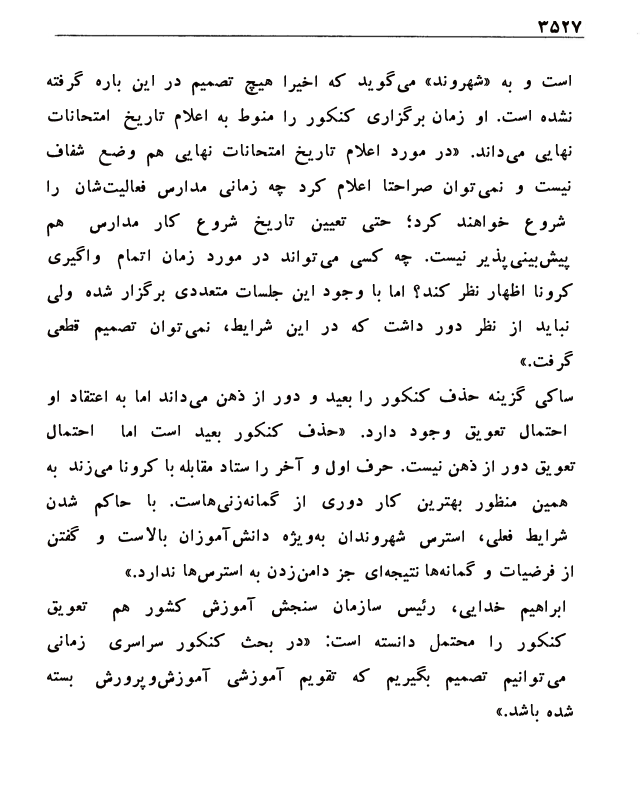 ۳۵۲۷
است و به «شهروند» می‌گوید که اخیرا هیچ تصمیم در این باره گرفته
نشده است. او زمان برگزاری کنکور را منوط به اعلام تاریخ امتحانات
نهایی می‌داند. «در مورد اعلام تاریخ امتحانات نهایی هم وضع شفاف
نیست و نمی‌توان صراحتا اعلام کرد چه زمانی مدارس فعالیت‌شان را
شروع خواهند کرد؛ حتی تعیین تاریخ شروع کار مدارس هم
پیش‌بینی‌پذیر نیست. چه کسی می‌تواند در مورد زمان اتمام واگیری
کرونا اظهار نظر کند؟ اما با وجود این جلسات متعددی برگزار شده ولی
نباید از نظر دور داشت که در این شرایط، نمی‌توان تصمیم قطعی
گرفت.»
ساکی گزینه حذف کنکور را بعید و دور از ذهن می‌داند اما به اعتقاد او
احتمال تعویق وجود دارد. «حذف کنکور بعید است اما احتمال
تعویق دور از ذهن نیست. حرف اول و آخر را ستاد مقابله با کرونا می‌زند به
همین منظور بهترین کار دوری از گمانه‌زنی‌هاست. با حاکم شدن
شرایط فعلی، استرس شهروندان به‌ویژه دانش‌آموزان بالاست و گفتن
از فرضیات و گمانه‌ها نتیجه‌ای جز دامن‌زدن به استرس‌ها ندارد.»
ابراهیم خدایی، رئیس سازمان سنجش آموزش کشور هم تعویق
کنکور را محتمل دانسته است: «در بحث کنکور سراسری زمانی
می‌توانیم تصمیم بگیریم که تقویم آموزشی آموزش‌وپرورش بسته
شده باشد.»